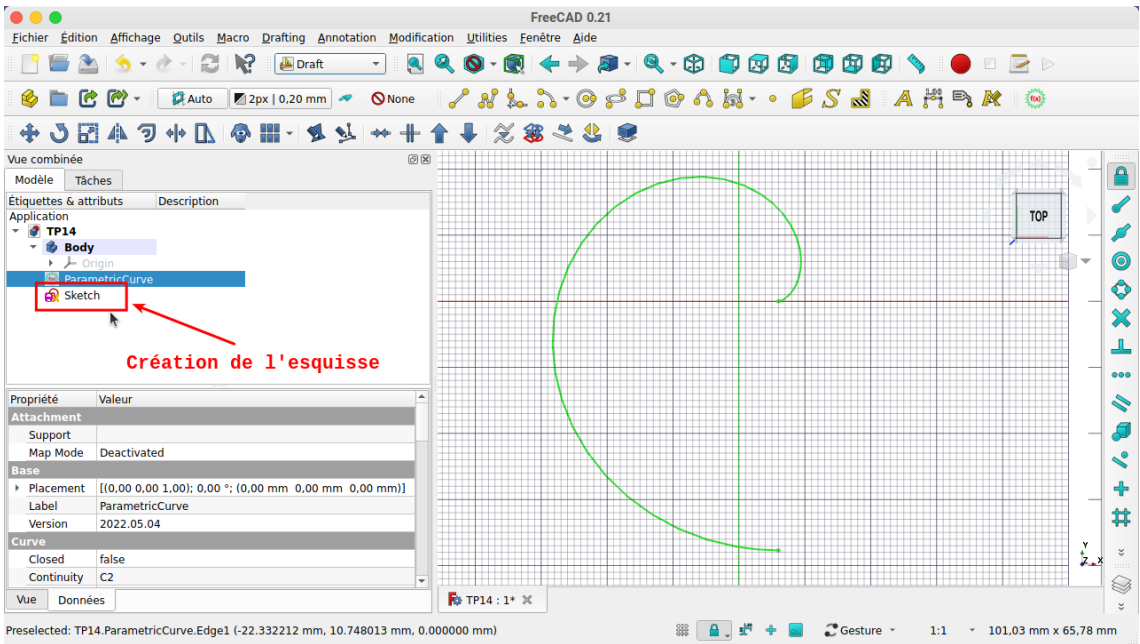 FreeCAD 0.21
Fichier Édition Affichage Outils Macro Drafting Annotation Modification Utilities Fenêtre Aide
Draft
Auto 2px | 0,20 mm None
Vue combinée
Modèle Tâches
Étiquettes & attributs Description
Application
TP14
Body
Origin
ParametricCurve
Sketch
Création de l'esquisse
TOP
Propriété Valeur
Attachment
Support
Map Mode Deactivated
Base
Placement [(0,00 0,00 1,00); 0,00 °; (0,00 mm 0,00 mm 0,00 mm)]
Label ParametricCurve
Version 2022.05.04
Curve
Closed false
Continuity C2
Vue Données
TP14 : 1*
Y
Z X
Preselected: TP14.ParametricCurve.Edge1 (-22.332212 mm, 10.748013 mm, 0.000000 mm)
Gesture 1:1 101,03 mm x 65,78 mm